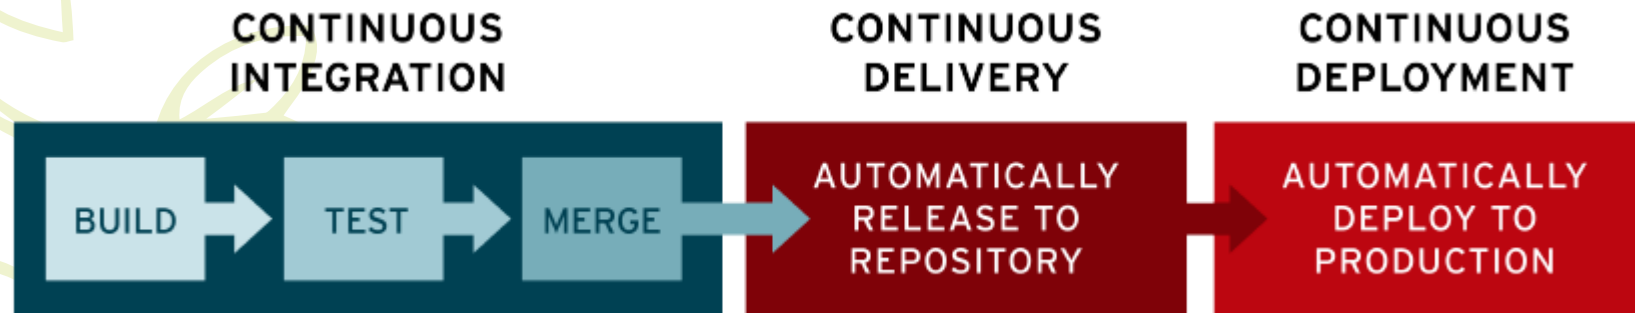 CONTINUOUS
INTEGRATION
CONTINUOUS
DELIVERY
CONTINUOUS
DEPLOYMENT
BUILD
TEST
MERGE
AUTOMATICALLY
RELEASE TO
REPOSITORY
AUTOMATICALLY
DEPLOY TO
PRODUCTION